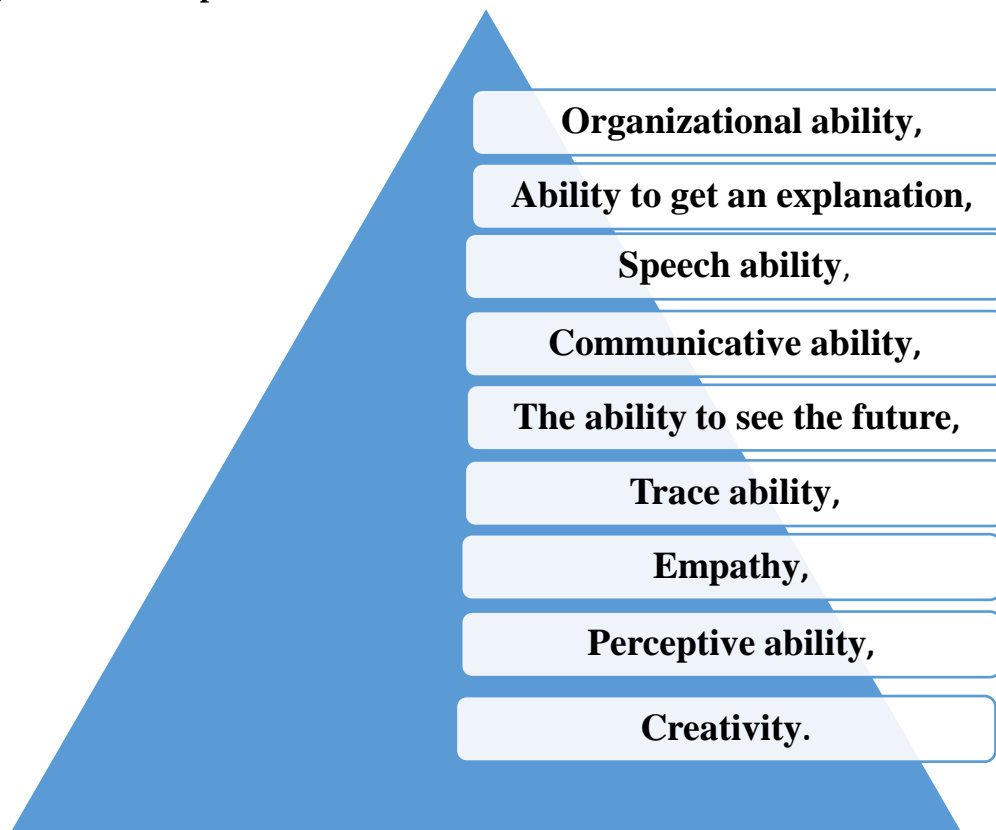 Organizational ability,
Ability to get an explanation,
Speech ability,
Communicative ability,
The ability to see the future,
Trace ability,
Empathy,
Perceptive ability,
Creativity.